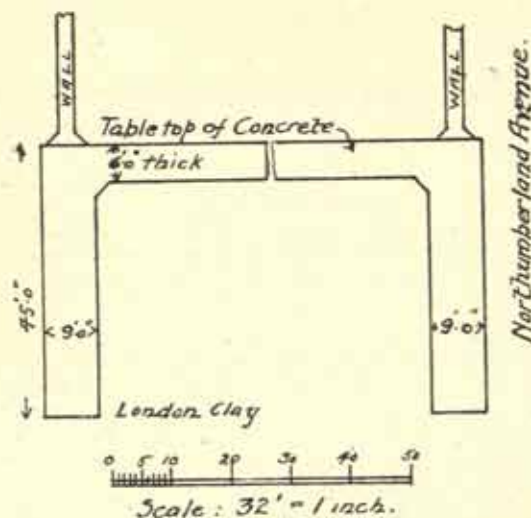 WALL
WALL
Northumberland Avenue.
Table top of Concrete
6'.0" thick
45'.0"
9'.0"
9'.0"
London Clay
0 5 10 20 30 40 50
Scale : 32' = 1 inch.